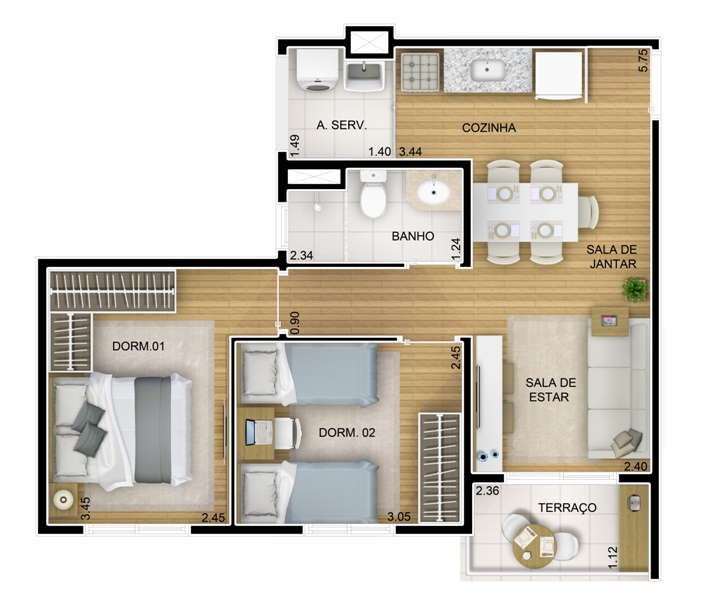 5.75
A. SERV.
COZINHA
1.49
1.40
3.44
BANHO
2.34
1.24
SALA DE
JANTAR
0.90
DORM.01
2.45
SALA DE
ESTAR
DORM. 02
3.45
2.45
3.05
2.40
2.36
TERRAÇO
1.12